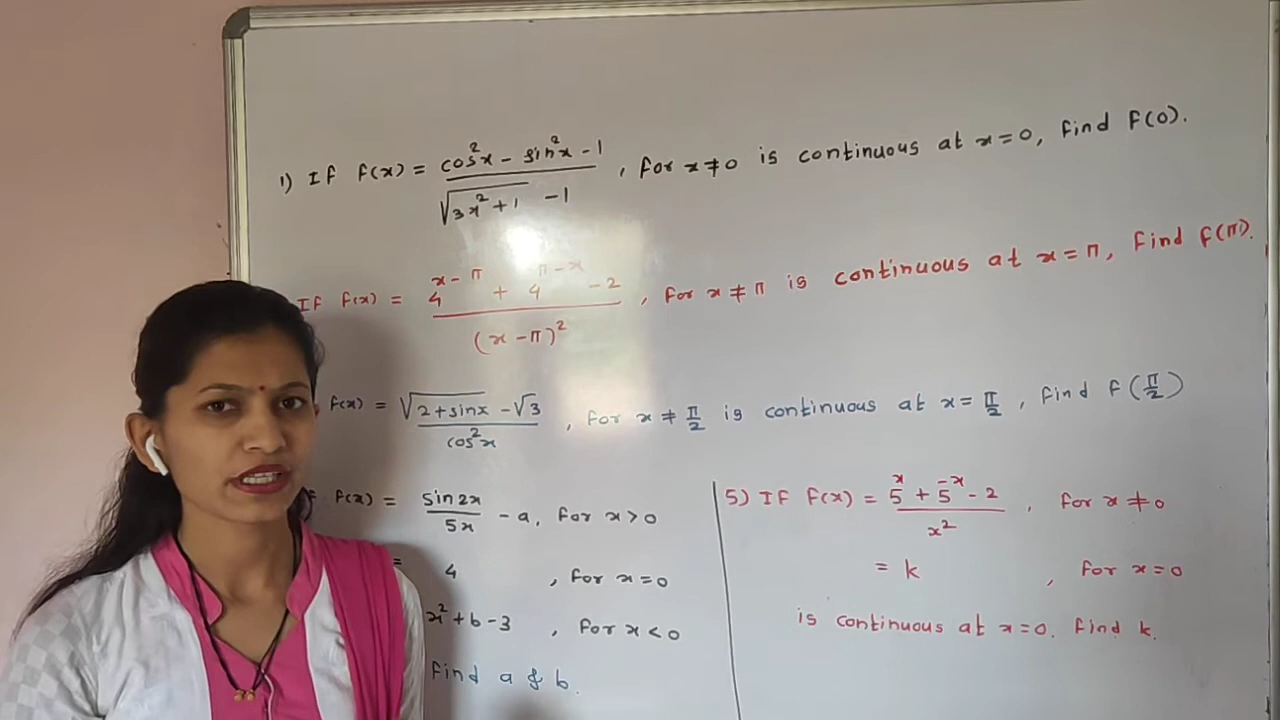 1) If f(x) = cos²x - sin²x - 1 / √3x²+1 - 1 , for x ≠ 0 is continuous at x=0, find f(0).
If f(x) = 4^(x-π) + 4^(π-x) - 2 / (x-π)² , for x ≠ π is continuous at x=π, find f(π).
f(x) = √2+sinx - √3 / cos²x , for x ≠ π/2 is continuous at x= π/2 , find f(π/2)
f(x) = sin2x / 5x - a, for x>0
= 4 , for x=0
x²+b-3 , for x<0
find a & b.
5) If f(x) = 5^x + 5^-x - 2 / x² , for x ≠ 0
= k , for x=0
is continuous at x=0. find k.